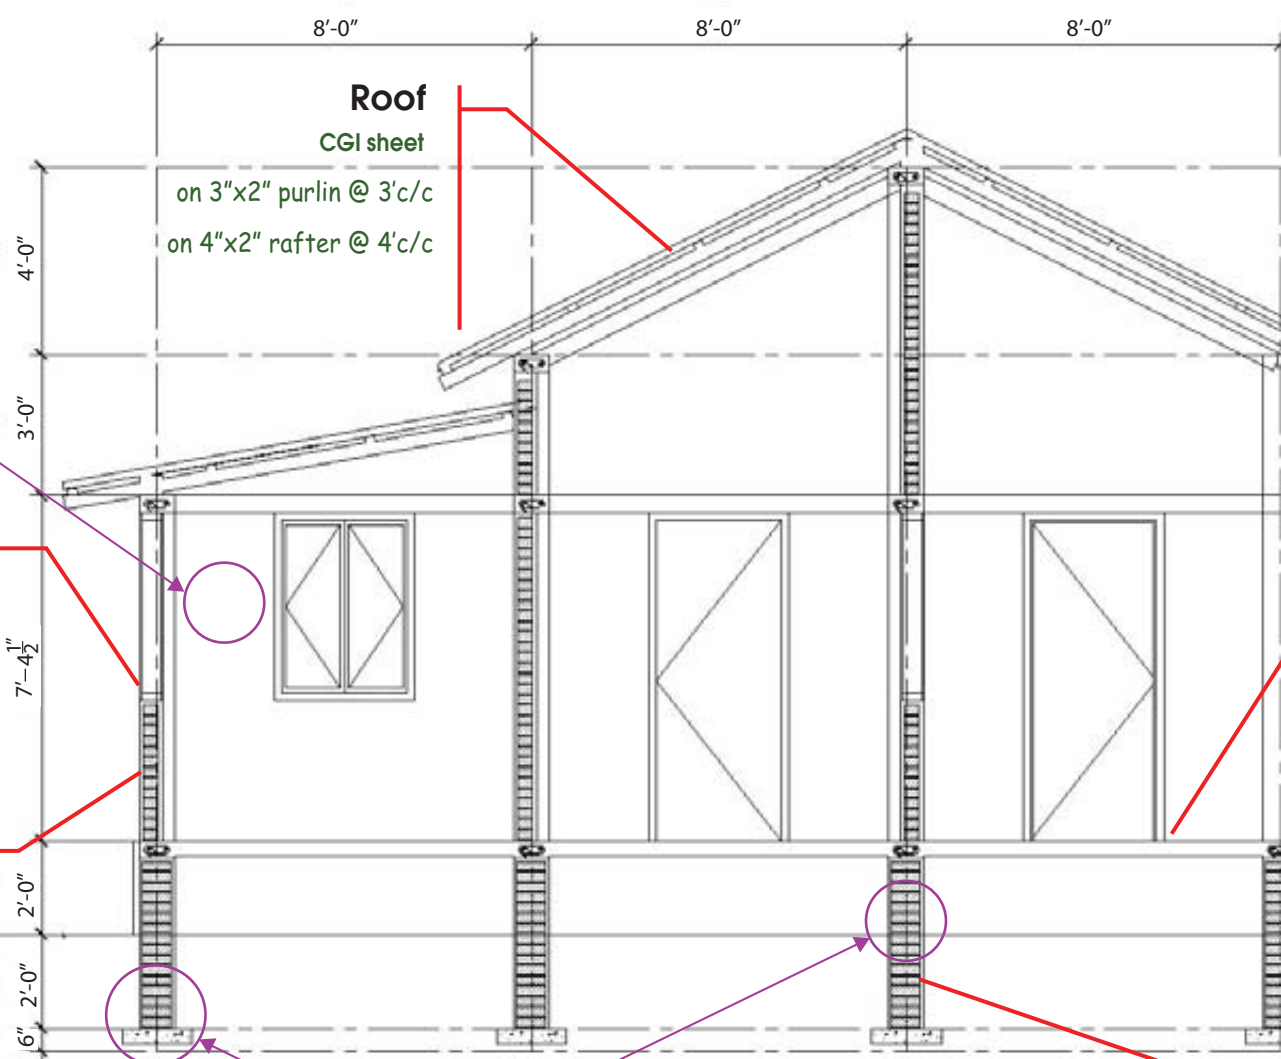 8'-0"
8'-0"
8'-0"
Roof
CGI sheet
on 3"x2" purlin @ 3'c/c
on 4"x2" rafter @ 4'c/c
4'-0"
3'-0"
7'–4½"
2'-0"
2'-0"
6"